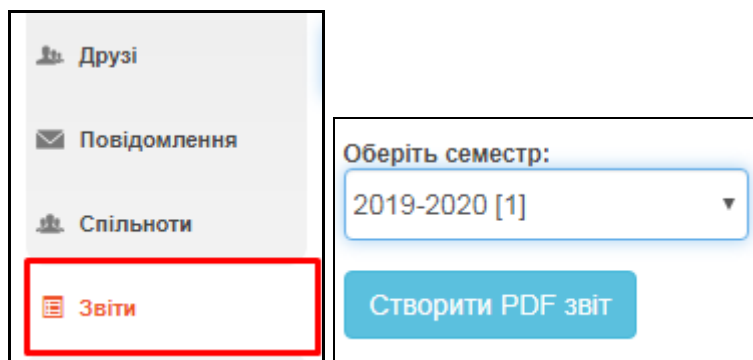 Друзі
Повідомлення
Спільноти
Звіти
Оберіть семестр:
2019-2020 [1]
Створити PDF звіт